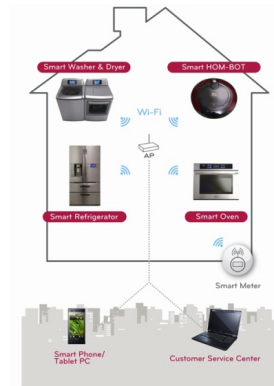 Smart Washer & Dryer
Smart HOM-BOT
Wi-Fi
AP
Smart Refrigerator
Smart Oven
Smart Meter
Smart Phone/
Tablet PC
Customer Service Center